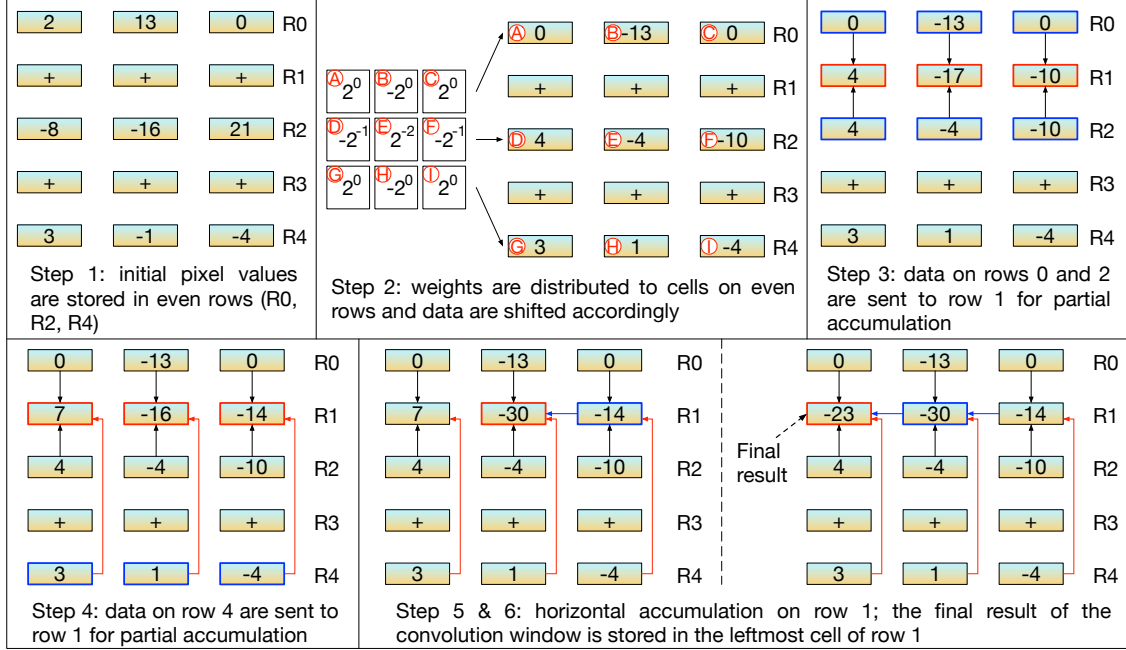 2 13 0 R0
+ + + R1
-8 -16 21 R2
+ + + R3
3 -1 -4 R4
Step 1: initial pixel values
are stored in even rows (R0,
R2, R4)
A 2^0 B -2^0 C 2^0
D -2^-1 E 2^-2 F -2^-1
G 2^0 H -2^0 I 2^0
A 0 B -13 C 0 R0
+ + + R1
D 4 E -4 F -10 R2
+ + + R3
G 3 H 1 I -4 R4
Step 2: weights are distributed to cells on even
rows and data are shifted accordingly
0 -13 0 R0
4 -17 -10 R1
4 -4 -10 R2
+ + + R3
3 1 -4 R4
Step 3: data on rows 0 and 2
are sent to row 1 for partial
accumulation
0 -13 0 R0
7 -16 -14 R1
4 -4 -10 R2
+ + + R3
3 1 -4 R4
Step 4: data on row 4 are sent to
row 1 for partial accumulation
0 -13 0 R0
7 -30 -14 R1
4 -4 -10 R2
+ + + R3
3 1 -4 R4
0 -13 0
-23 -30 -14
Final
result
4 -4 -10
+ + +
3 1 -4
Step 5 & 6: horizontal accumulation on row 1; the final result of the
convolution window is stored in the leftmost cell of row 1